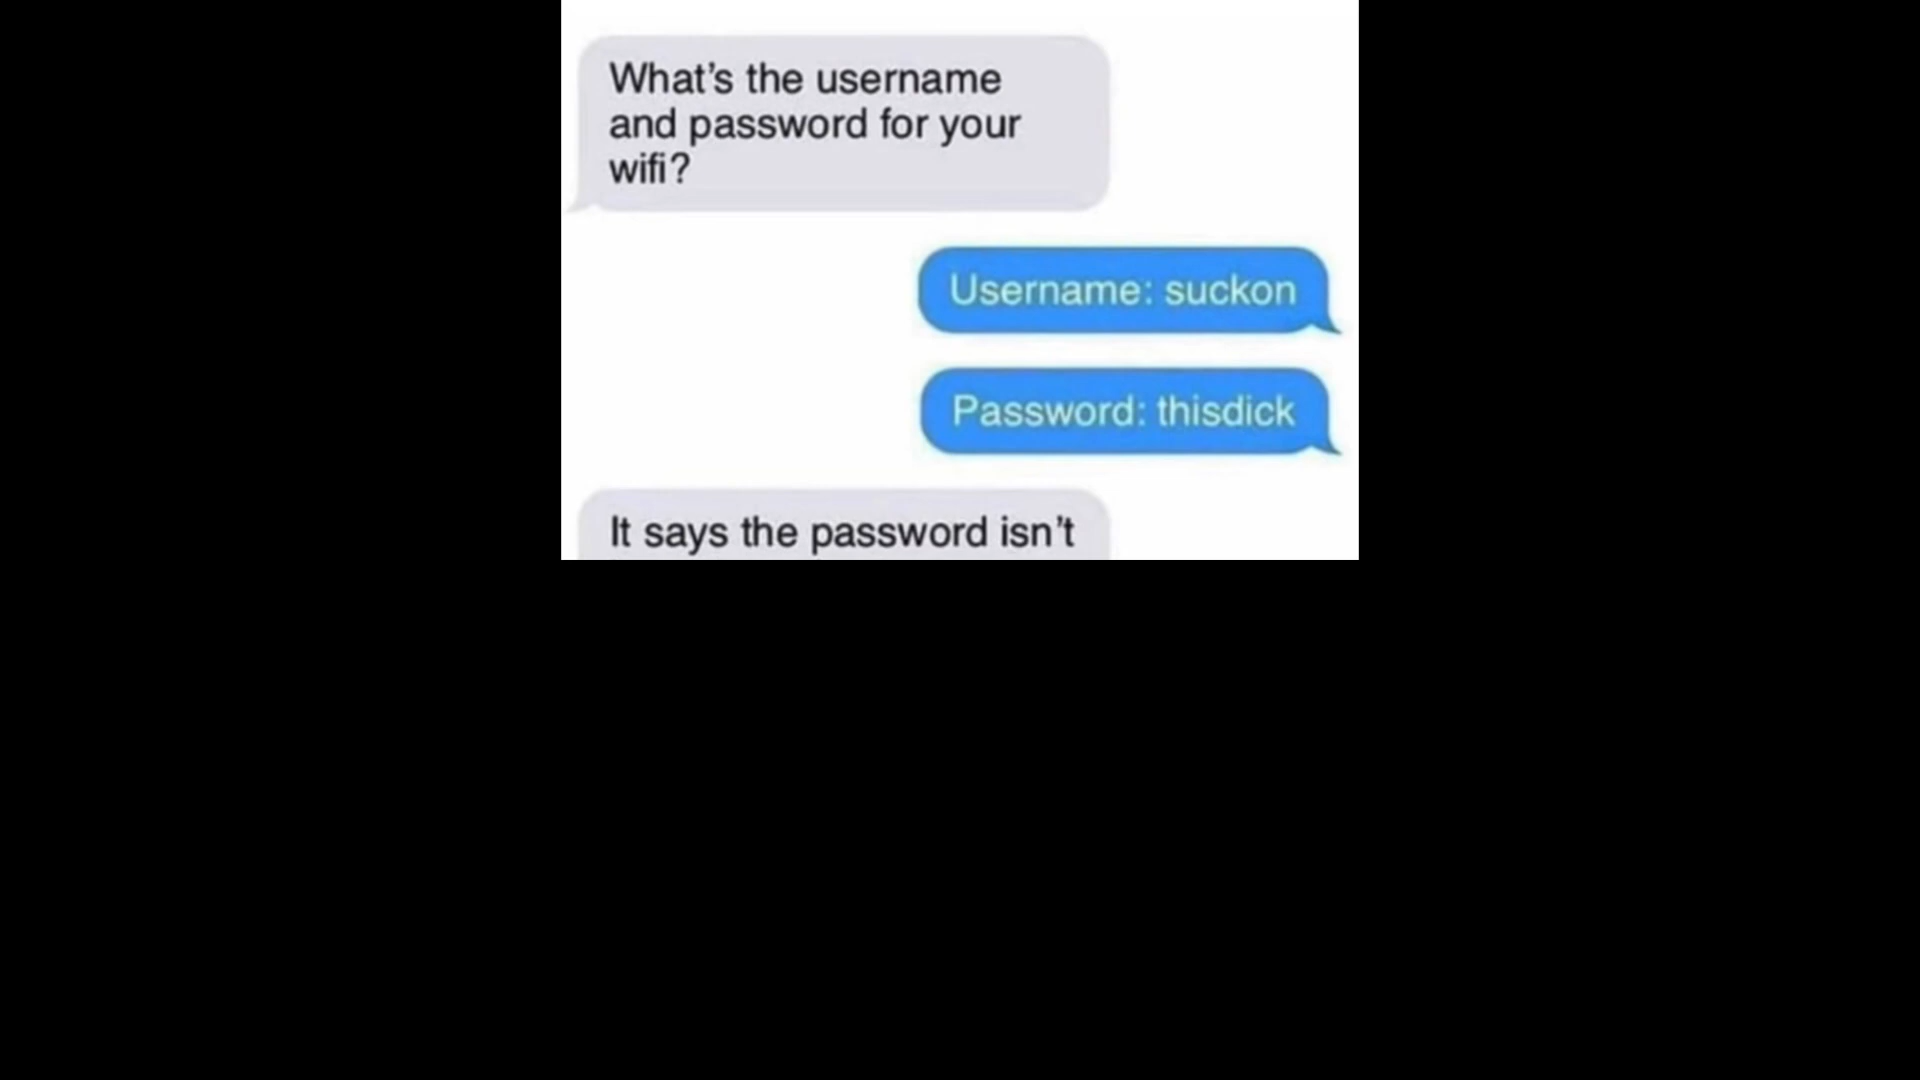 What’s the username
and password for your
wifi?
Username: suckon
Password: thisdick
It says the password isn’t